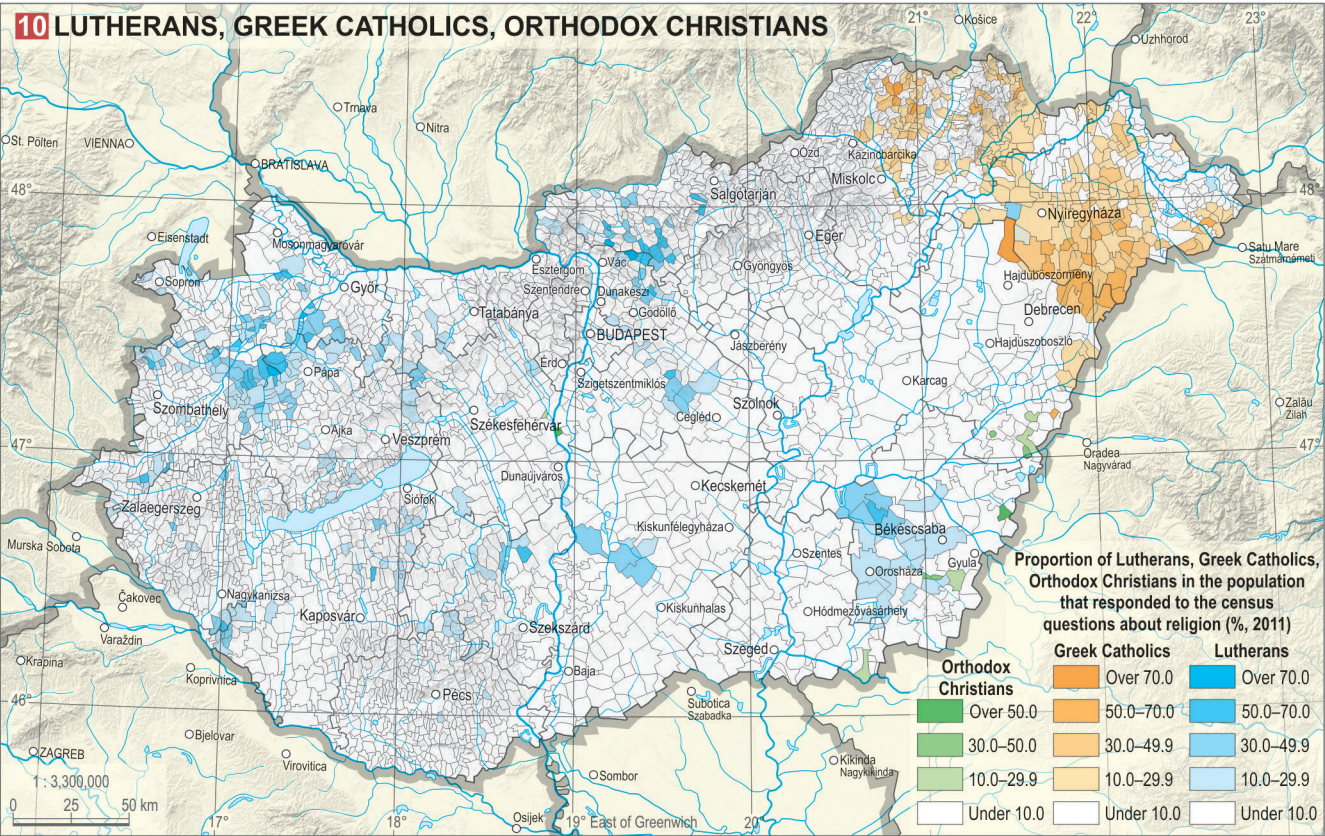 10 LUTHERANS, GREEK CATHOLICS, ORTHODOX CHRISTIANS
21°
22°
23°
Košice
Uzhhorod
Trnava
Nitra
St. Pölten
VIENNA
BRATISLAVA
Ózd
Kazincbarcika
Miskolc
48°
48°
Salgótarján
Nyíregyháza
Eisenstadt
Mosonmagyaróvár
Eger
Satu Mare
Szatmárnémeti
Sopron
Győr
Esztergom
Vác
Gyöngyös
Szentendre
Dunakeszi
Hajdúböszörmény
Tatabánya
Gödöllő
Debrecen
BUDAPEST
Jászberény
Hajdúszoboszló
Pápa
Érd
Szigetszentmiklós
Karcag
Szombathely
Cegléd
Szolnok
Zalău
Zilah
Ajka
Veszprém
Székesfehérvár
47°
47°
Oradea
Nagyvárad
Dunaújváros
Zalaegerszeg
Siófok
Kecskemét
Kiskunfélegyháza
Békéscsaba
Murska Sobota
Szentes
Gyula
Orosháza
Čakovec
Nagykanizsa
Kaposvár
Kiskunhalas
Hódmezővásárhely
Varaždin
Szekszárd
Szeged
Krapina
Koprivnica
Baja
Pécs
46°
46°
Subotica
Szabadka
Bjelovar
ZAGREB
Virovitica
Sombor
Kikinda
Nagykikinda
1 : 3,300,000
0 25 50 km
17°
18°
19° East of Greenwich
20°
Osijek
Proportion of Lutherans, Greek Catholics,
Orthodox Christians in the population
that responded to the census
questions about religion (%, 2011)
Orthodox
Christians
Over 50.0
30.0–50.0
10.0–29.9
Under 10.0
Greek Catholics
Over 70.0
50.0–70.0
30.0–49.9
10.0–29.9
Under 10.0
Lutherans
Over 70.0
50.0–70.0
30.0–49.9
10.0–29.9
Under 10.0